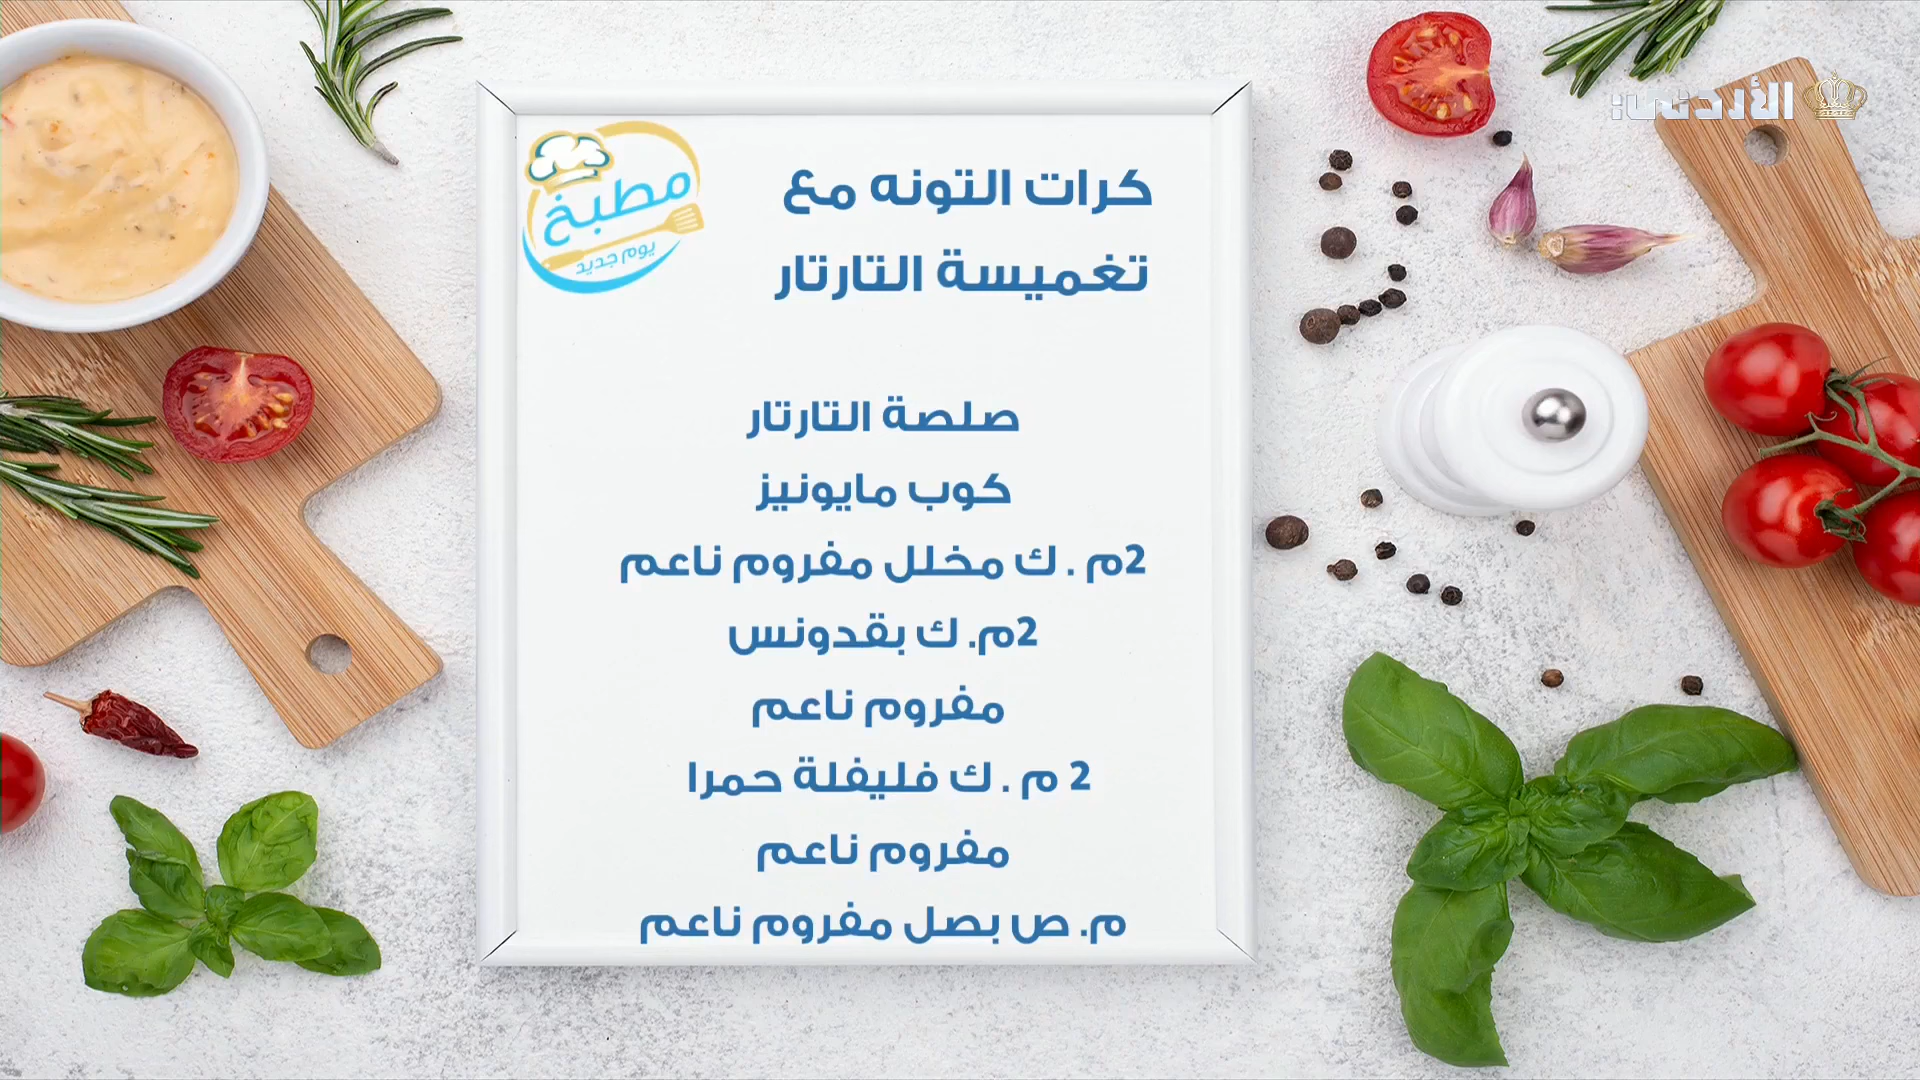 الأردن
مطبخ
يوم جديد
كرات التونه مع
تغميسة التارتار
صلصة التارتار
كوب مايونيز
2م . ك مخلل مفروم ناعم
2م. ك بقدونس
مفروم ناعم
2 م . ك فليفلة حمرا
مفروم ناعم
م. ص بصل مفروم ناعم